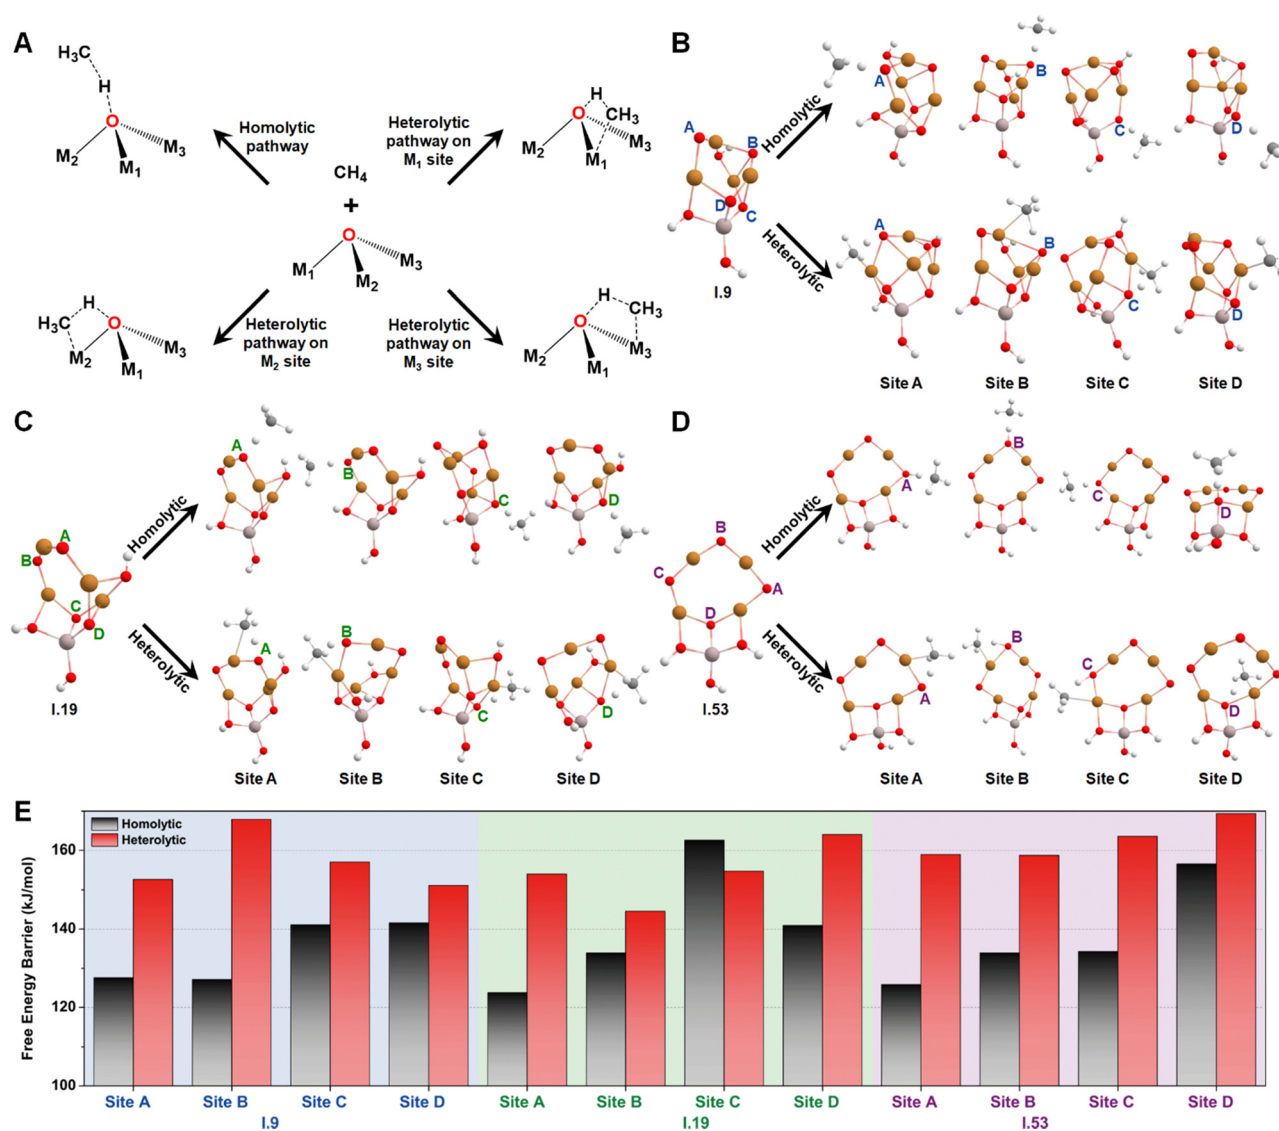 A
H₃C
H
O
M₂
M₁
M₃
Homolytic
pathway
Heterolytic
pathway on
M₁ site
H
O
CH₃
M₂
M₁
M₃
CH₄
+
O
M₁
M₂
M₃
H₃C
H
O
M₂
M₁
M₃
Heterolytic
pathway on
M₂ site
Heterolytic
pathway on
M₃ site
H
O
CH₃
M₂
M₁
M₃
B
A
B
C
D
I.9
Homolytic
Heterolytic
A
B
C
D
A
B
C
D
Site A
Site B
Site C
Site D
C
A
B
C
D
I.19
Homolytic
Heterolytic
A
B
C
D
A
B
C
D
Site A
Site B
Site C
Site D
D
B
C
A
D
I.53
Homolytic
Heterolytic
A
B
C
D
A
B
C
D
Site A
Site B
Site C
Site D
E
Homolytic
Heterolytic
Free Energy Barrier (kJ/mol)
160
140
120
100
Site A
Site B
Site C
Site D
Site A
Site B
Site C
Site D
Site A
Site B
Site C
Site D
I.9
I.19
I.53